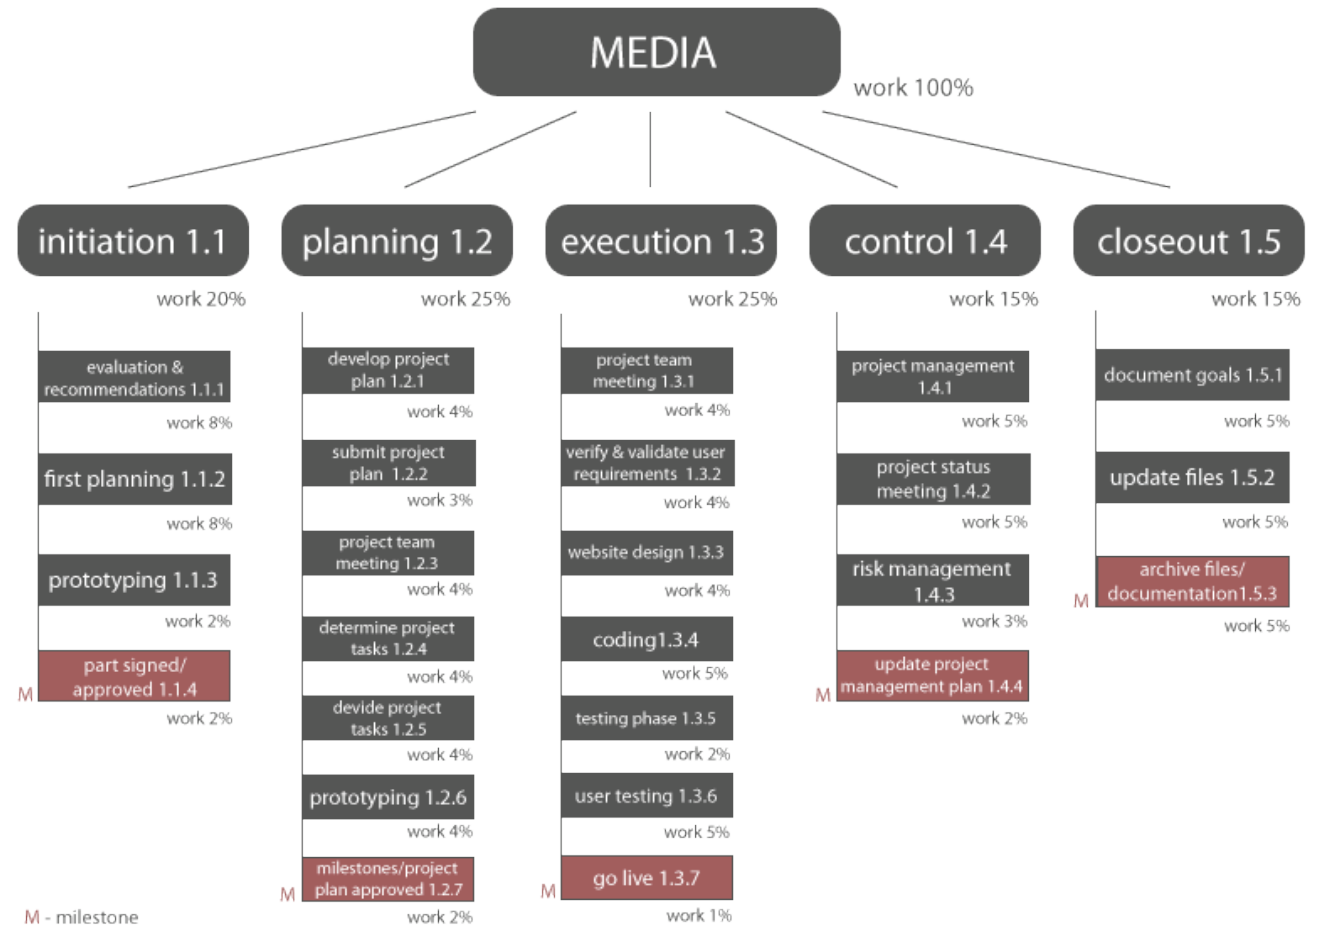 MEDIA
work 100%
initiation 1.1
work 20%
evaluation &
recommendations 1.1.1
work 8%
first planning 1.1.2
work 8%
prototyping 1.1.3
work 2%
part signed/
approved 1.1.4
M
work 2%
planning 1.2
work 25%
develop project
plan 1.2.1
work 4%
submit project
plan 1.2.2
work 3%
project team
meeting 1.2.3
work 4%
determine project
tasks 1.2.4
work 4%
devide project
tasks 1.2.5
work 4%
prototyping 1.2.6
work 4%
milestones/project
plan approved 1.2.7
M
work 2%
execution 1.3
work 25%
project team
meeting 1.3.1
work 4%
verify & validate user
requirements 1.3.2
work 4%
website design 1.3.3
work 4%
coding1.3.4
work 5%
testing phase 1.3.5
work 2%
user testing 1.3.6
work 5%
go live 1.3.7
M
work 1%
control 1.4
work 15%
project management
1.4.1
work 5%
project status
meeting 1.4.2
work 5%
risk management
1.4.3
work 3%
update project
management plan 1.4.4
M
work 2%
closeout 1.5
work 15%
document goals 1.5.1
work 5%
update files 1.5.2
work 5%
archive files/
documentation1.5.3
M
work 5%
M - milestone